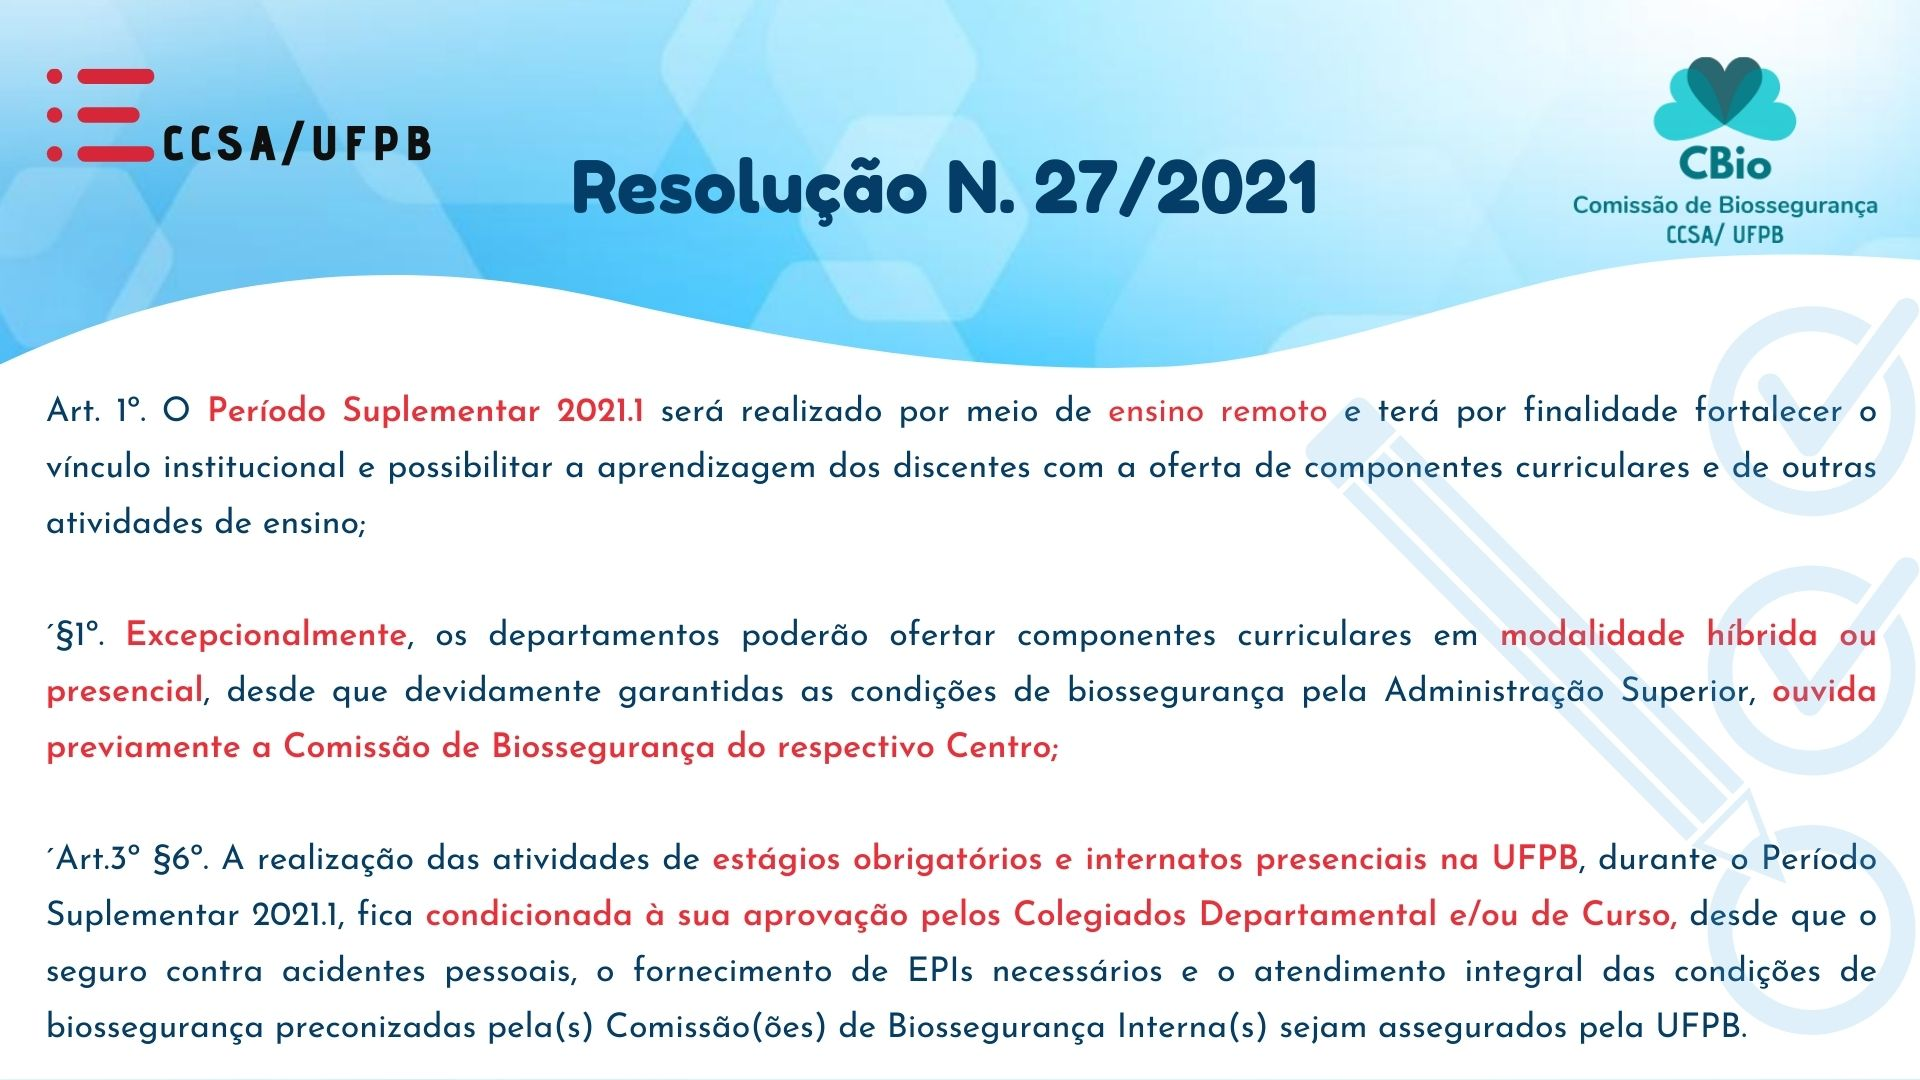 CCSA/UFPB
CBio
Comissão de Biossegurança
CCSA/ UFPB
Resolução N. 27/2021
Art. 1º. O Período Suplementar 2021.1 será realizado por meio de ensino remoto e terá por finalidade fortalecer o
vínculo institucional e possibilitar a aprendizagem dos discentes com a oferta de componentes curriculares e de outras
atividades de ensino;
´§1º. Excepcionalmente, os departamentos poderão ofertar componentes curriculares em modalidade híbrida ou
presencial, desde que devidamente garantidas as condições de biossegurança pela Administração Superior, ouvida
previamente a Comissão de Biossegurança do respectivo Centro;
´Art.3º §6º. A realização das atividades de estágios obrigatórios e internatos presenciais na UFPB, durante o Período
Suplementar 2021.1, fica condicionada à sua aprovação pelos Colegiados Departamental e/ou de Curso, desde que o
seguro contra acidentes pessoais, o fornecimento de EPIs necessários e o atendimento integral das condições de
biossegurança preconizadas pela(s) Comissão(ões) de Biossegurança Interna(s) sejam assegurados pela UFPB.